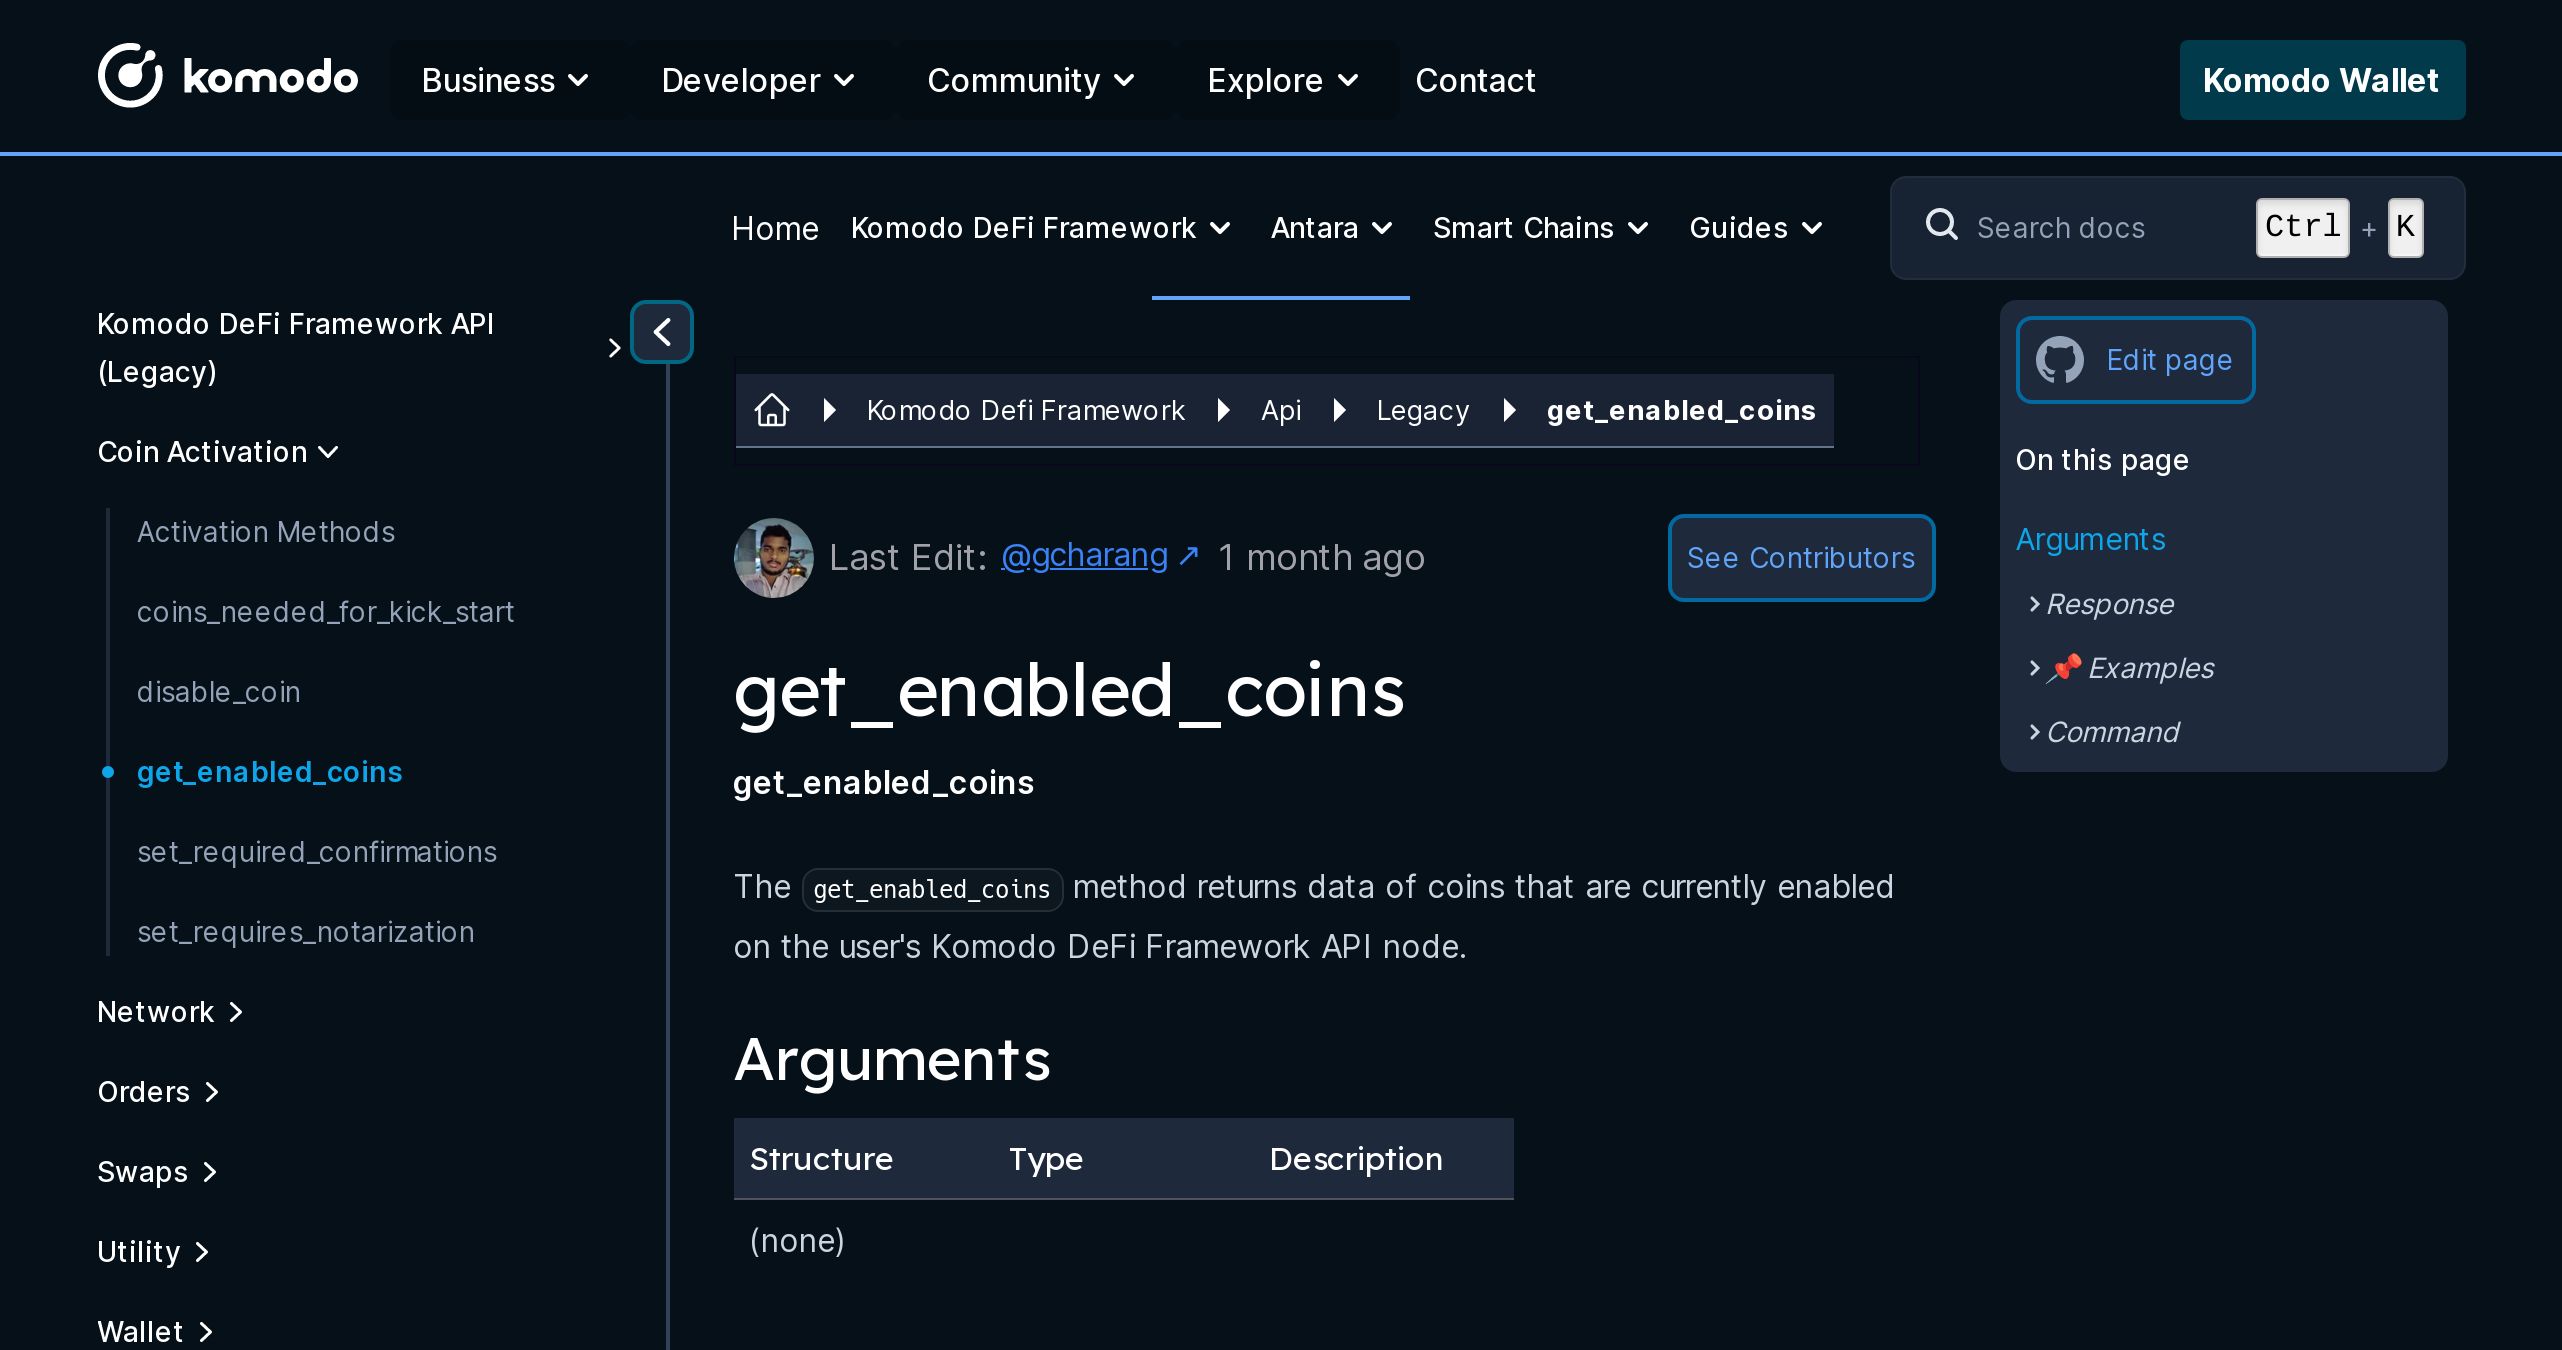 komodo
Business
Developer
Community
Explore
Contact
Komodo Wallet
Home
Komodo DeFi Framework
Antara
Smart Chains
Guides
Search docs
Ctrl + K
Komodo DeFi Framework API
(Legacy)
Coin Activation
Activation Methods
coins_needed_for_kick_start
disable_coin
get_enabled_coins
set_required_confirmations
set_requires_notarization
Network
Orders
Swaps
Utility
Wallet
Komodo Defi Framework
Api
Legacy
get_enabled_coins
Last Edit: @gcharang ↗ 1 month ago
See Contributors
get_enabled_coins
get_enabled_coins
The get_enabled_coins method returns data of coins that are currently enabled
on the user's Komodo DeFi Framework API node.
Arguments
Structure Type Description
(none)
Edit page
On this page
Arguments
Response
📌 Examples
Command